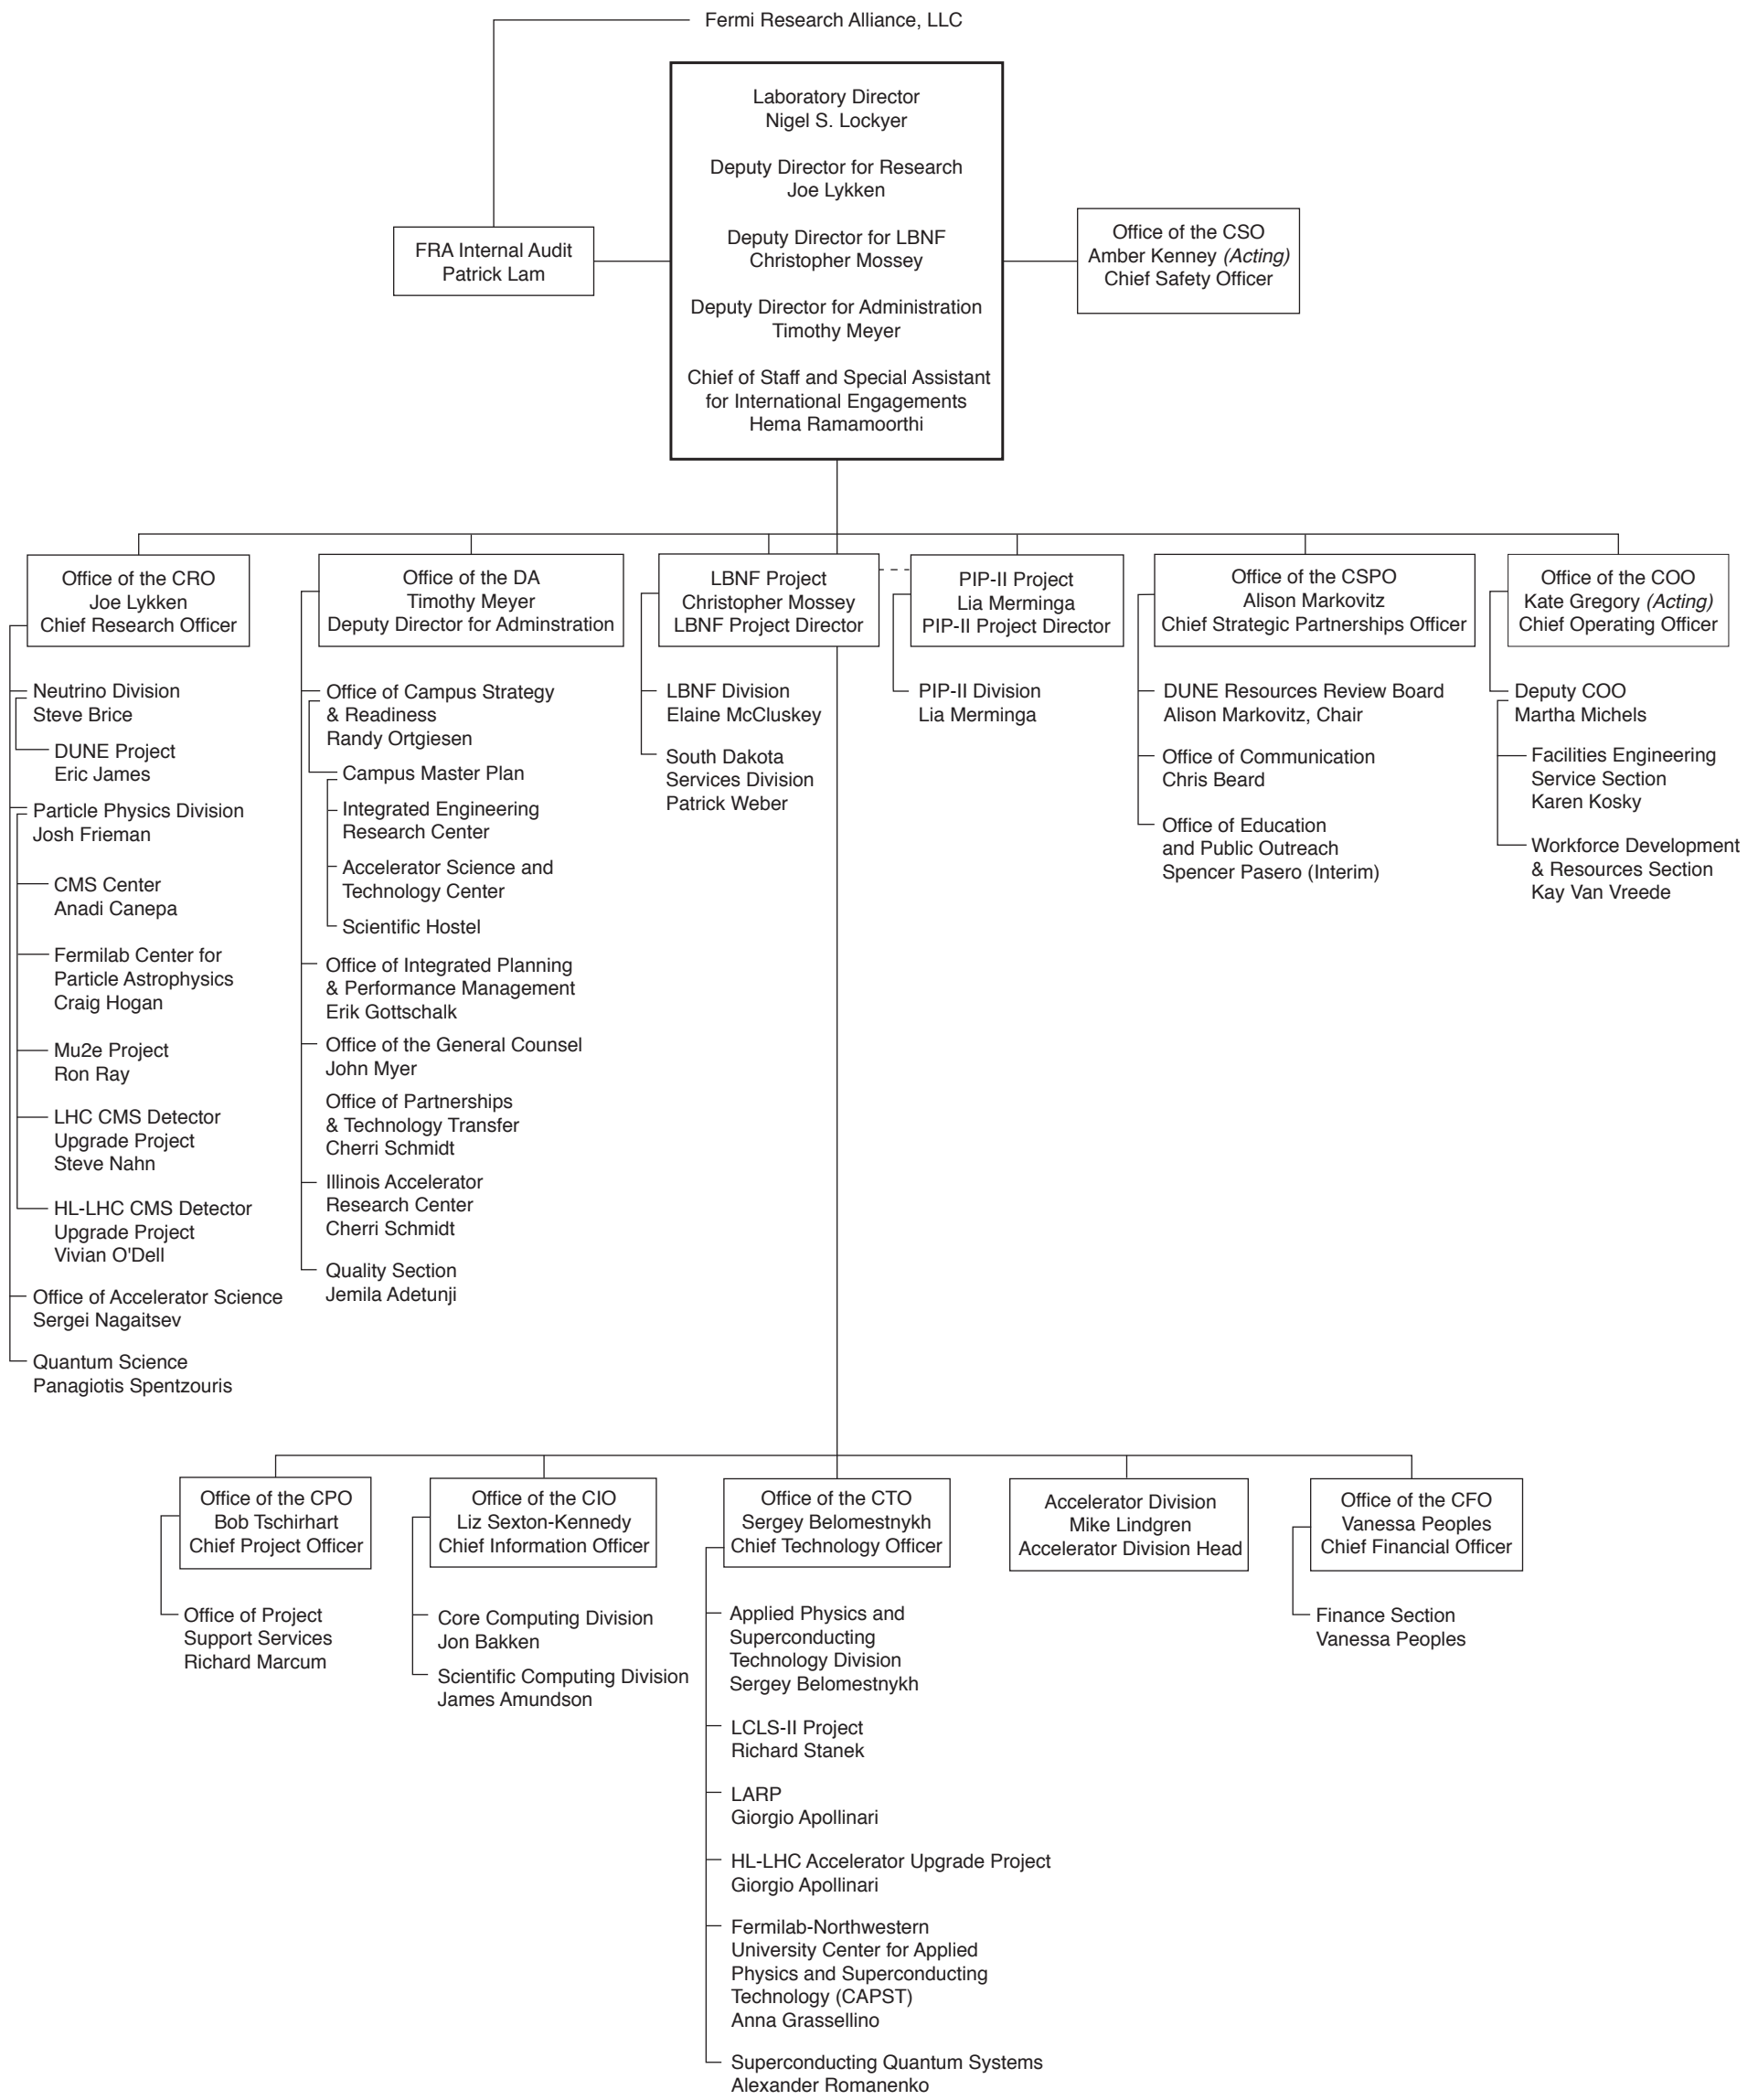 Fermi Research Alliance, LLC
Laboratory Director
Nigel S. Lockyer
Deputy Director for Research
Joe Lykken
Deputy Director for LBNF
Christopher Mossey
Deputy Director for Administration
Timothy Meyer
Chief of Staff and Special Assistant
for International Engagements
Hema Ramamoorthi
FRA Internal Audit
Patrick Lam
Office of the CSO
Amber Kenney (Acting)
Chief Safety Officer
Office of the CRO
Joe Lykken
Chief Research Officer
Neutrino Division
Steve Brice
DUNE Project
Eric James
Particle Physics Division
Josh Frieman
CMS Center
Anadi Canepa
Fermilab Center for
Particle Astrophysics
Craig Hogan
Mu2e Project
Ron Ray
LHC CMS Detector
Upgrade Project
Steve Nahn
HL-LHC CMS Detector
Upgrade Project
Vivian O'Dell
Office of Accelerator Science
Sergei Nagaitsev
Quantum Science
Panagiotis Spentzouris
Office of the DA
Timothy Meyer
Deputy Director for Adminstration
Office of Campus Strategy
& Readiness
Randy Ortgiesen
Campus Master Plan
Integrated Engineering
Research Center
Accelerator Science and
Technology Center
Scientific Hostel
Office of Integrated Planning
& Performance Management
Erik Gottschalk
Office of the General Counsel
John Myer
Office of Partnerships
& Technology Transfer
Cherri Schmidt
Illinois Accelerator
Research Center
Cherri Schmidt
Quality Section
Jemila Adetunji
LBNF Project
Christopher Mossey
LBNF Project Director
LBNF Division
Elaine McCluskey
South Dakota
Services Division
Patrick Weber
PIP-II Project
Lia Merminga
PIP-II Project Director
PIP-II Division
Lia Merminga
Office of the CSPO
Alison Markovitz
Chief Strategic Partnerships Officer
DUNE Resources Review Board
Alison Markovitz, Chair
Office of Communication
Chris Beard
Office of Education
and Public Outreach
Spencer Pasero (Interim)
Office of the COO
Kate Gregory (Acting)
Chief Operating Officer
Deputy COO
Martha Michels
Facilities Engineering
Service Section
Karen Kosky
Workforce Development
& Resources Section
Kay Van Vreede
Office of the CPO
Bob Tschirhart
Chief Project Officer
Office of Project
Support Services
Richard Marcum
Office of the CIO
Liz Sexton-Kennedy
Chief Information Officer
Core Computing Division
Jon Bakken
Scientific Computing Division
James Amundson
Office of the CTO
Sergey Belomestnykh
Chief Technology Officer
Applied Physics and
Superconducting
Technology Division
Sergey Belomestnykh
LCLS-II Project
Richard Stanek
LARP
Giorgio Apollinari
HL-LHC Accelerator Upgrade Project
Giorgio Apollinari
Fermilab-Northwestern
University Center for Applied
Physics and Superconducting
Technology (CAPST)
Anna Grassellino
Superconducting Quantum Systems
Alexander Romanenko
Accelerator Division
Mike Lindgren
Accelerator Division Head
Office of the CFO
Vanessa Peoples
Chief Financial Officer
Finance Section
Vanessa Peoples